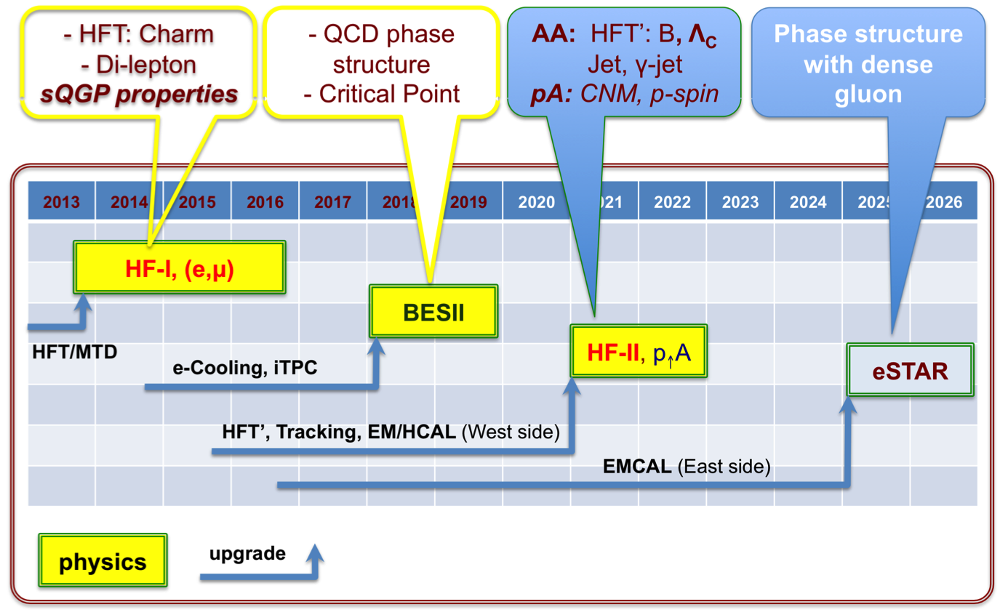 - HFT: Charm
- Di-lepton
sQGP properties
- QCD phase
structure
- Critical Point
AA: HFT’: B, ΛC
Jet, γ-jet
pA: CNM, p-spin
Phase structure
with dense
gluon
2013 2014 2015 2016 2017 2018 2019 2020 021 2022 2023 2024 2025 2026
HF-I, (e,μ)
BESII
HFT/MTD
HF-II, p↑A
e-Cooling, iTPC
eSTAR
HFT’, Tracking, EM/HCAL (West side)
EMCAL (East side)
physics
upgrade